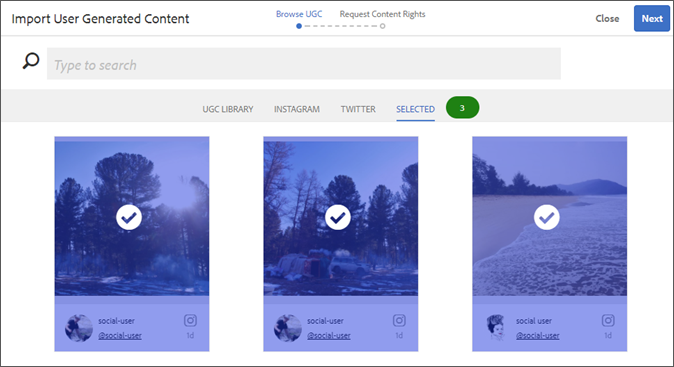 Import User Generated Content
Browse UGC
Request Content Rights
Close
Next
Type to search
UGC LIBRARY
INSTAGRAM
TWITTER
SELECTED
3
social-user
@social-user
1d
social-user
@social-user
1d
social user
@social-user
1d